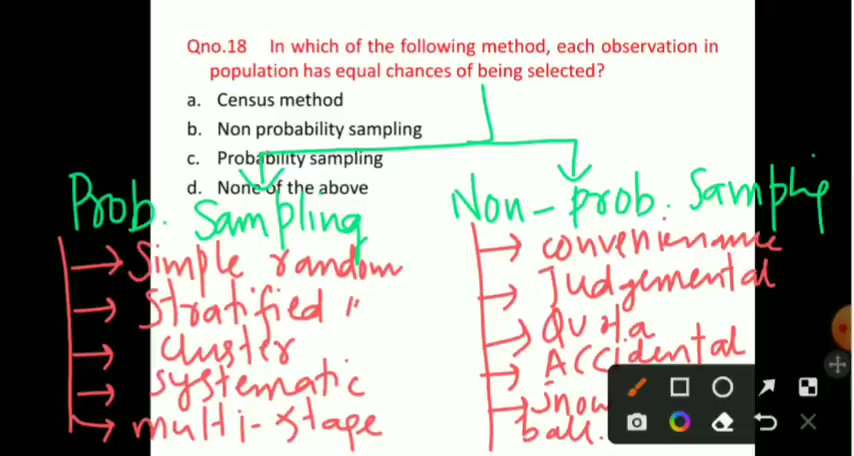 Qno.18 In which of the following method, each observation in
population has equal chances of being selected?
a. Census method
b. Non probability sampling
c. Probability sampling
d. None of the above
Prob. Sampling
Simple random
Stratified "
Cluster
systematic
multi-stage
Non-prob. Sampling
convenienance
Judgemental
Quota
Accidental
snow
ball.